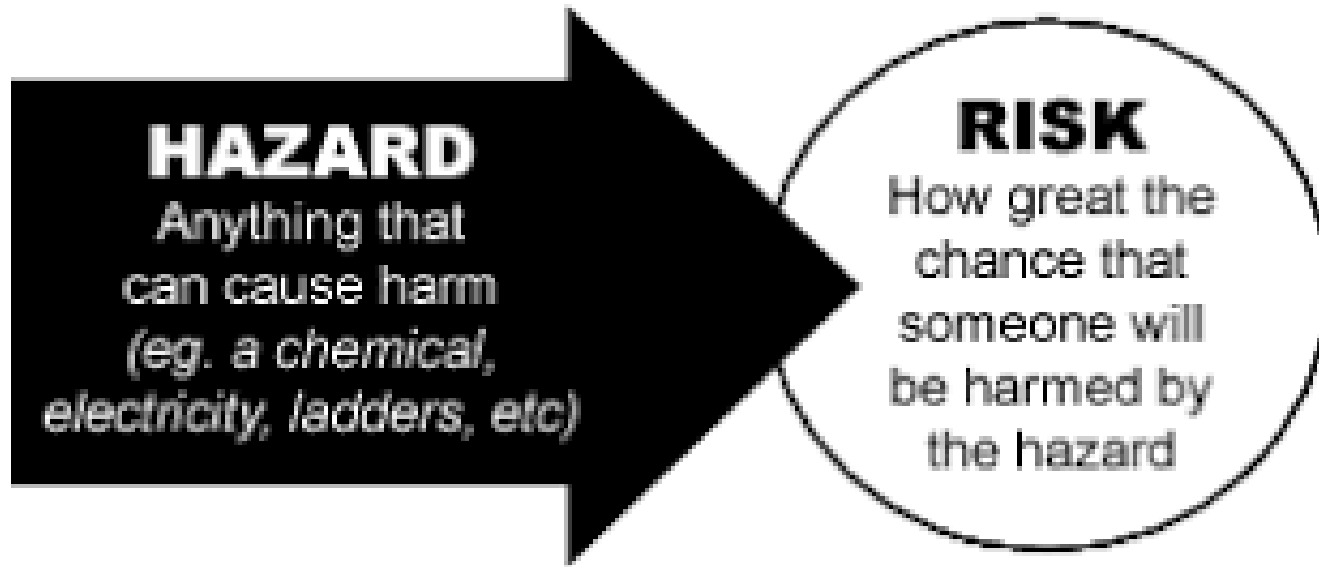 HAZARD
Anything that
can cause harm
(eg. a chemical,
electricity, ladders, etc)
RISK
How great the
chance that
someone will
be harmed by
the hazard